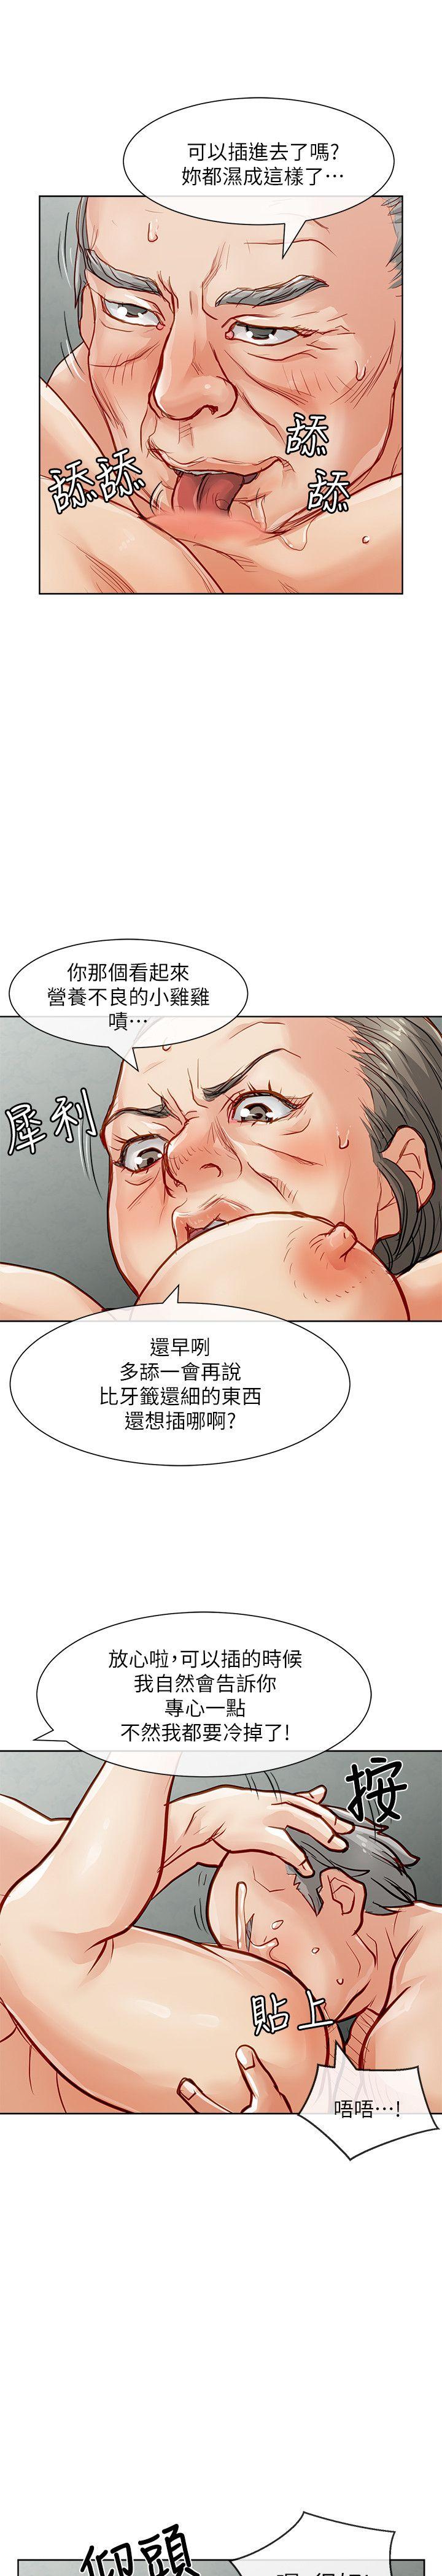 可以插進去了嗎?
妳都濕成這樣了…
舔
舔舔
舔
你那個看起來
營養不良的小雞雞
嘖…
犀利
還早咧
多舔一會再說
比牙籤還細的東西
還想插哪啊?
放心啦,可以插的時候
我自然會告訴你
專心一點
不然我都要冷掉了!
按
貼上
唔唔…!
仰頭